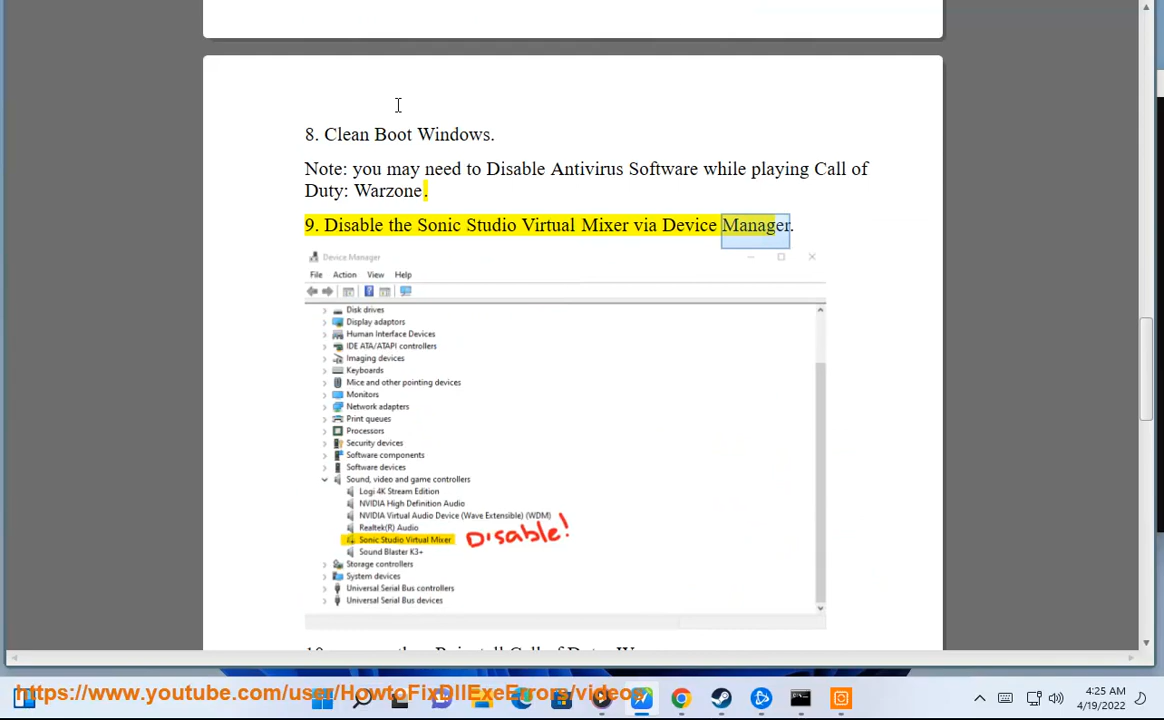 8. Clean Boot Windows.
Note: you may need to Disable Antivirus Software while playing Call of
Duty: Warzone.
9. Disable the Sonic Studio Virtual Mixer via Device Manager.
Device Manager
File Action View Help
Disk drives
Display adaptors
Human Interface Devices
IDE ATA/ATAPI controllers
Imaging devices
Keyboards
Mice and other pointing devices
Monitors
Network adapters
Print queues
Processors
Security devices
Software components
Software devices
Sound, video and game controllers
Logi 4K Stream Edition
NVIDIA High Definition Audio
NVIDIA Virtual Audio Device (Wave Extensible) (WDM)
Realtek(R) Audio
Sonic Studio Virtual Mixer Disable!
Sound Blaster K3+
Storage controllers
System devices
Universal Serial Bus controllers
Universal Serial Bus devices
https://www.youtube.com/user/HowtoFixDllExeErrors/videos
4:25 AM
4/19/2022